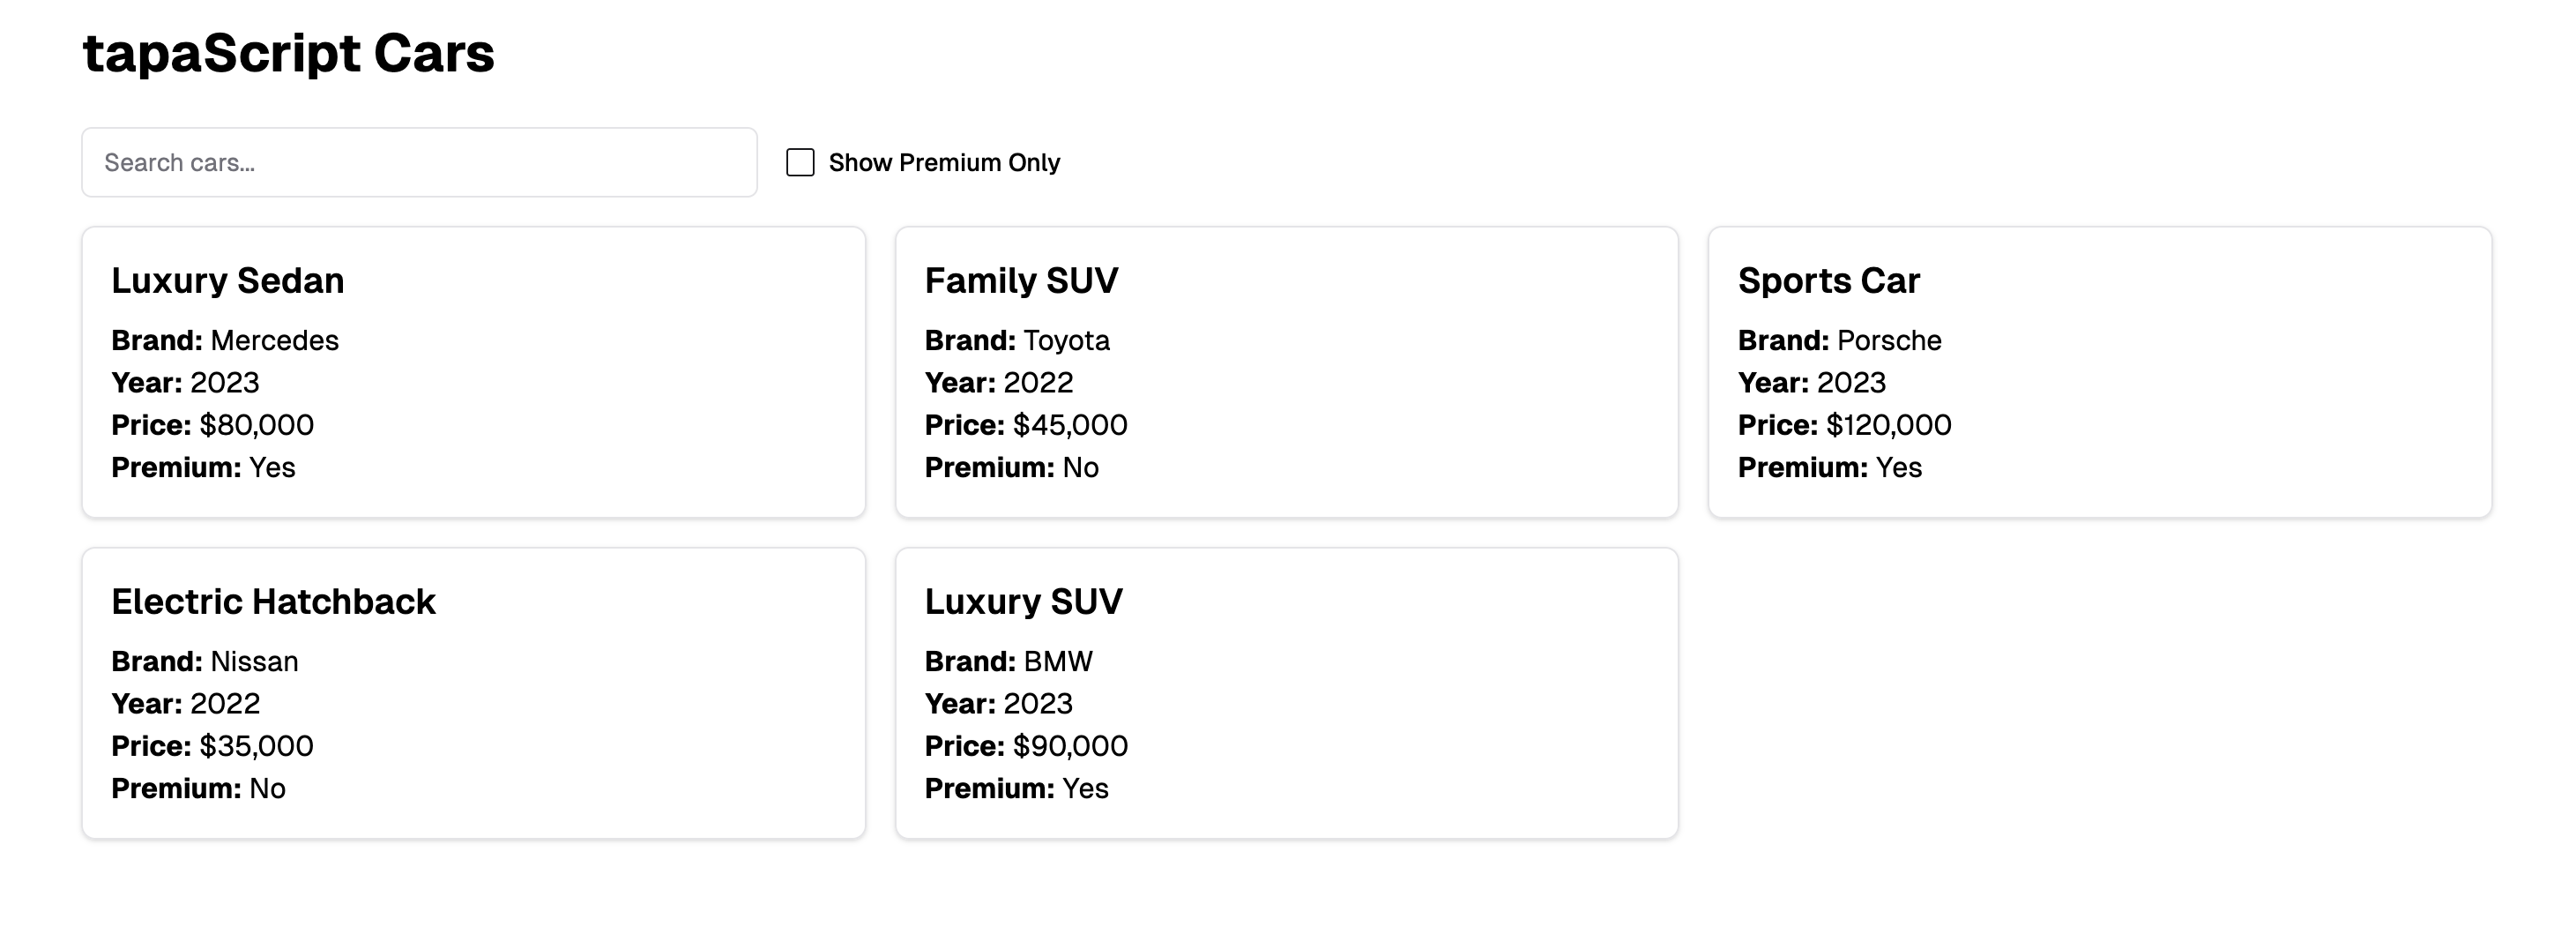 tapaScript Cars
Search cars...
Show Premium Only
Luxury Sedan
Brand: Mercedes
Year: 2023
Price: $80,000
Premium: Yes
Family SUV
Brand: Toyota
Year: 2022
Price: $45,000
Premium: No
Sports Car
Brand: Porsche
Year: 2023
Price: $120,000
Premium: Yes
Electric Hatchback
Brand: Nissan
Year: 2022
Price: $35,000
Premium: No
Luxury SUV
Brand: BMW
Year: 2023
Price: $90,000
Premium: Yes